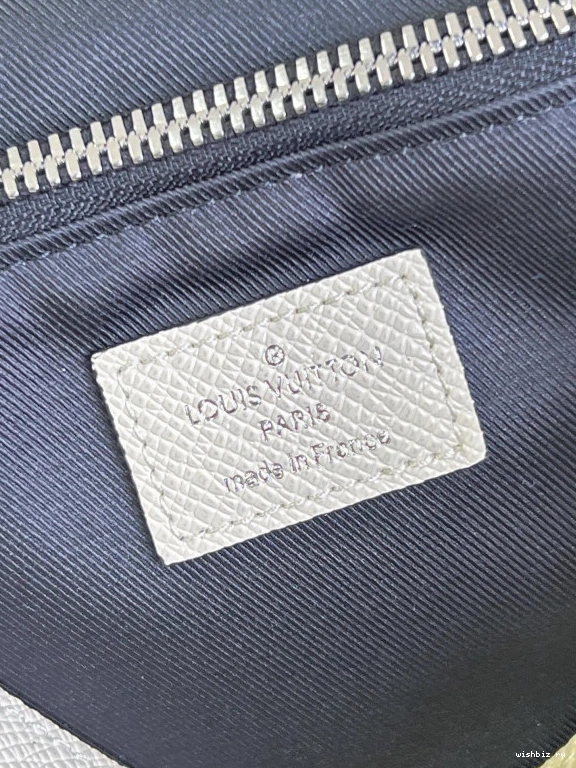 ®
LOUIS VUITTON
PARIS
made in France
wishbiz.ru